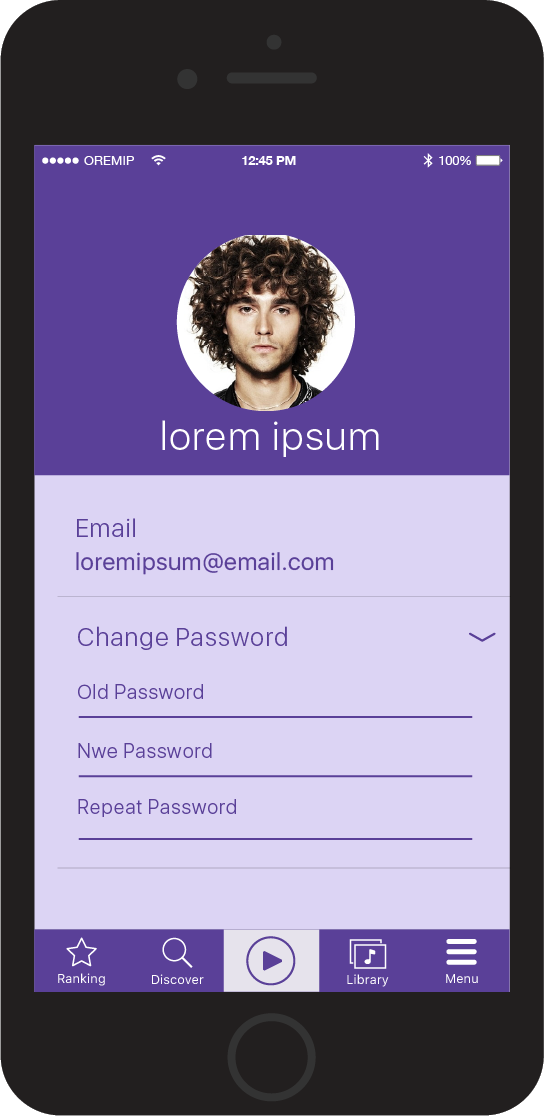 OREMIP 12:45 PM 100%
lorem ipsum
Email
loremipsum@email.com
Change Password
Old Password
Nwe Password
Repeat Password
Ranking Discover Library Menu